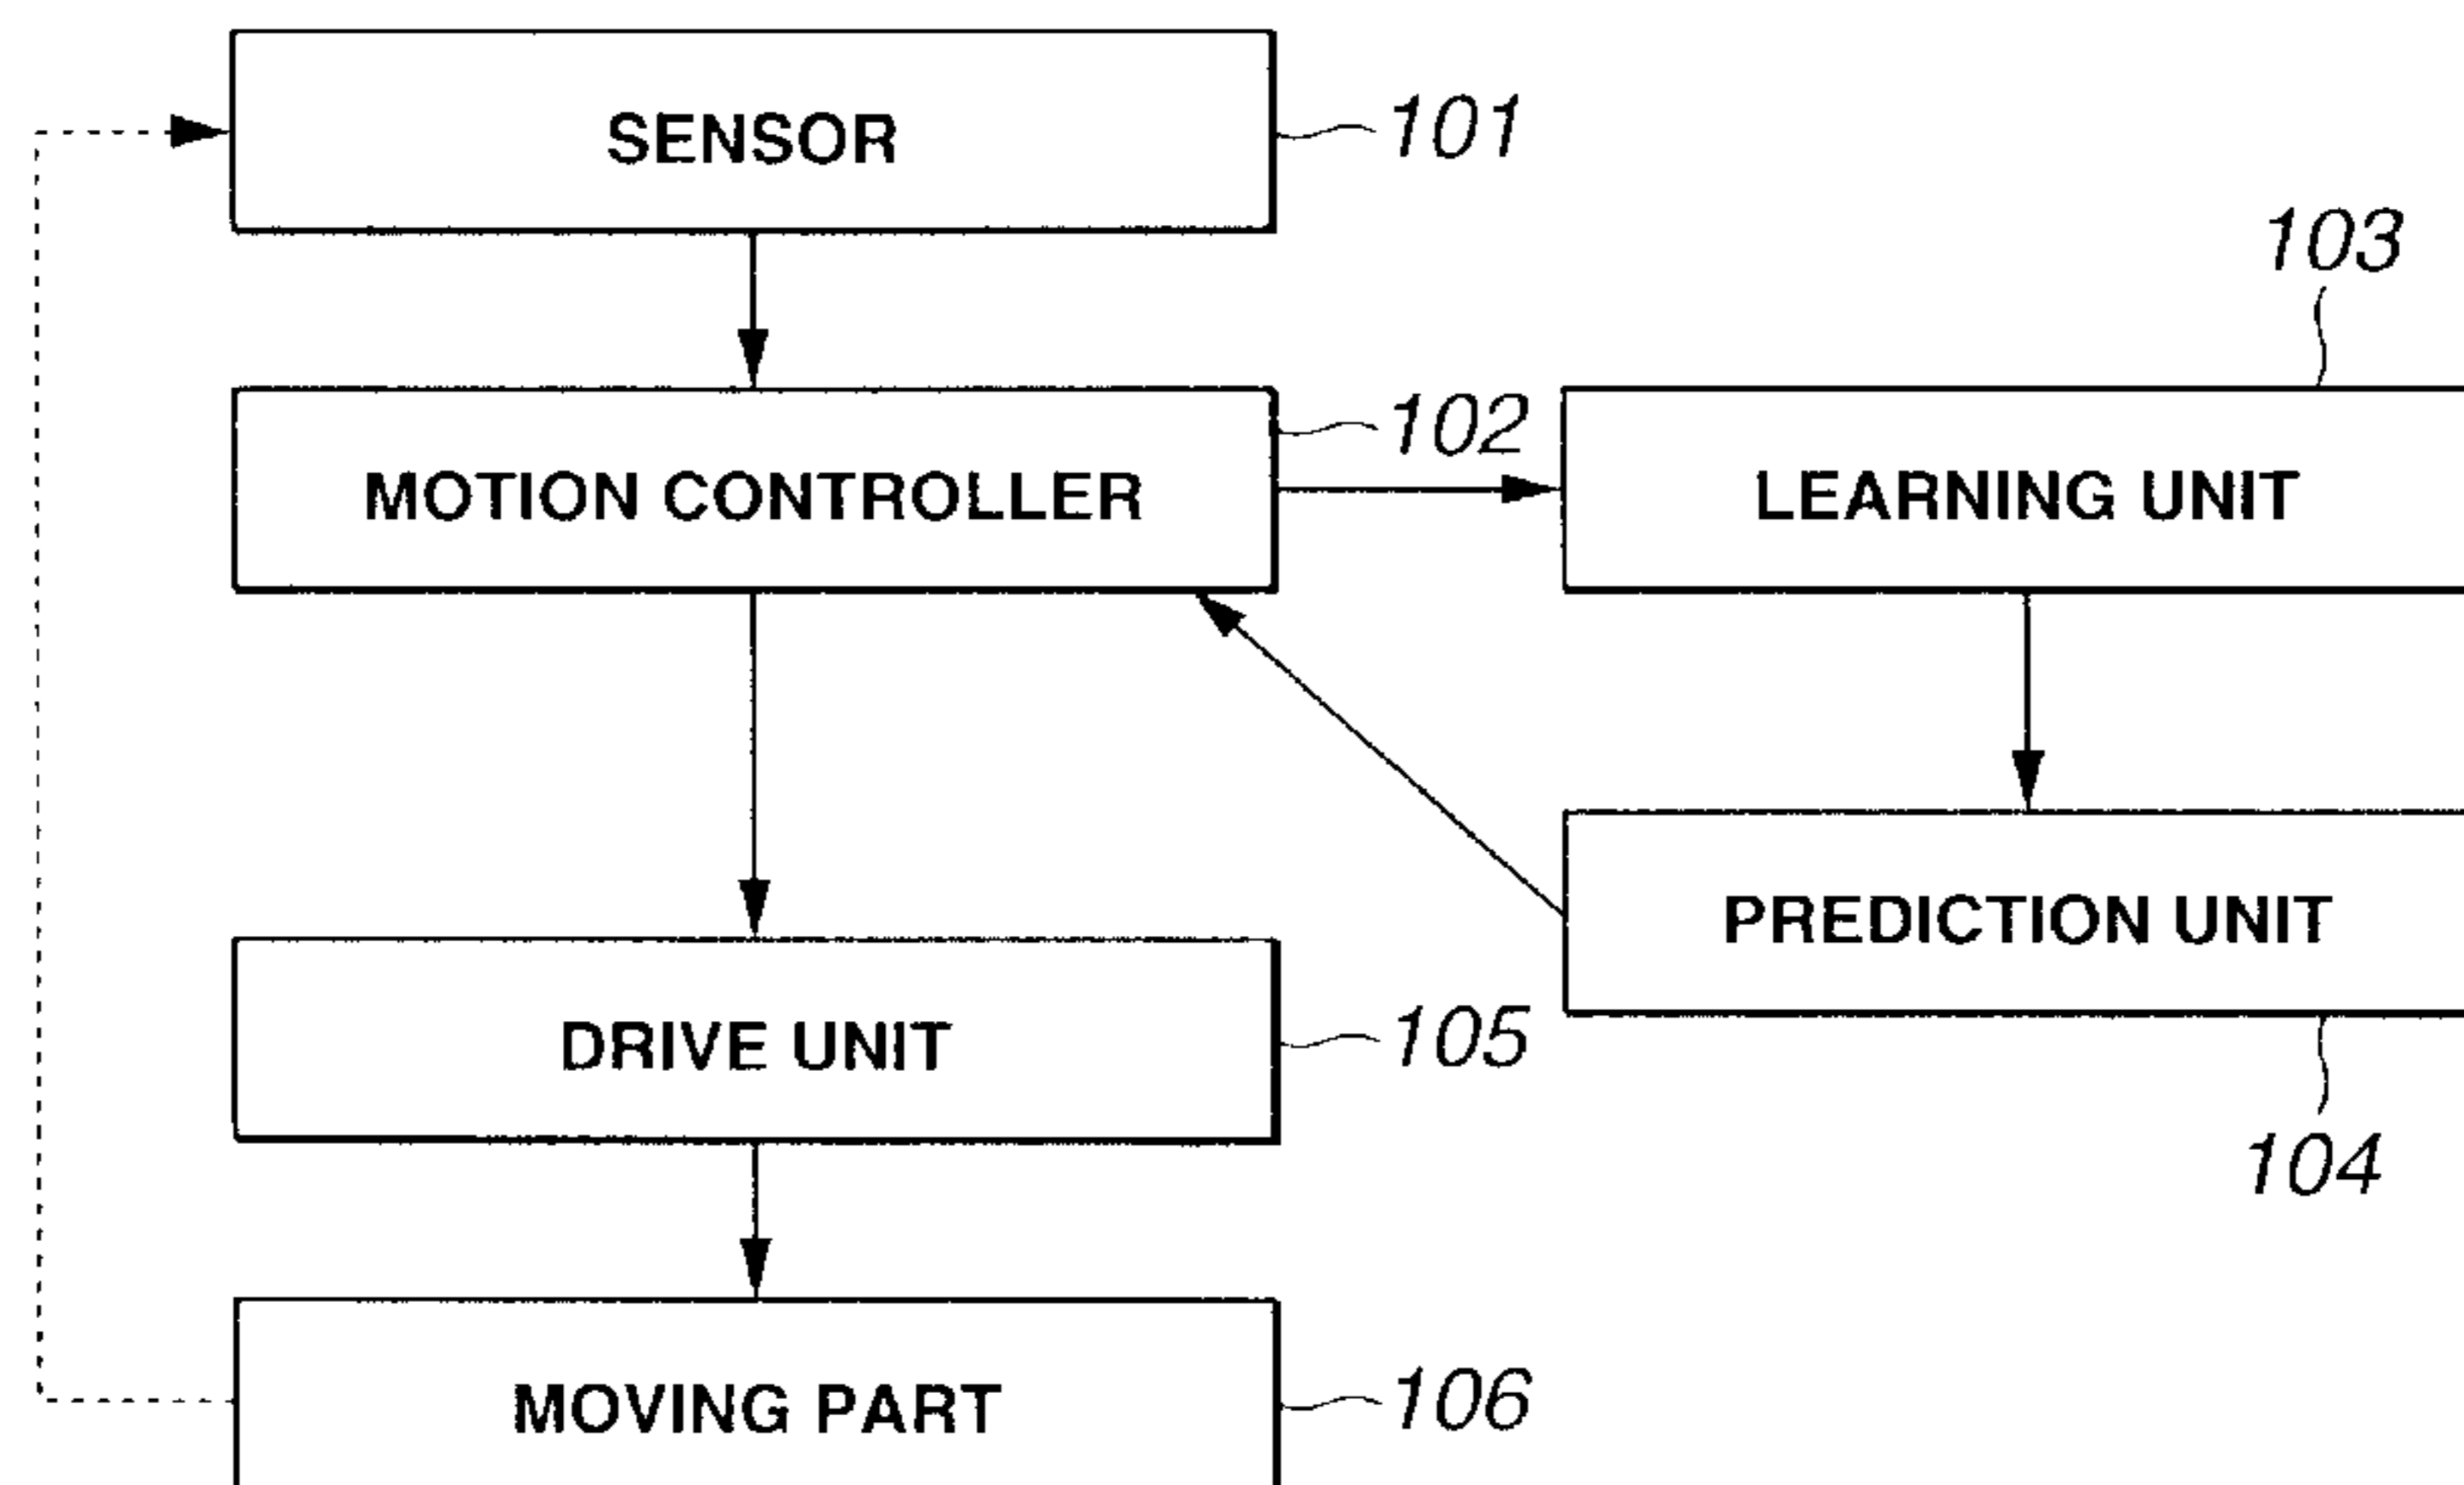 SENSOR
101
103
102
MOTION CONTROLLER
LEARNING UNIT
PREDICTION UNIT
DRIVE UNIT
105
104
MOVING PART
106